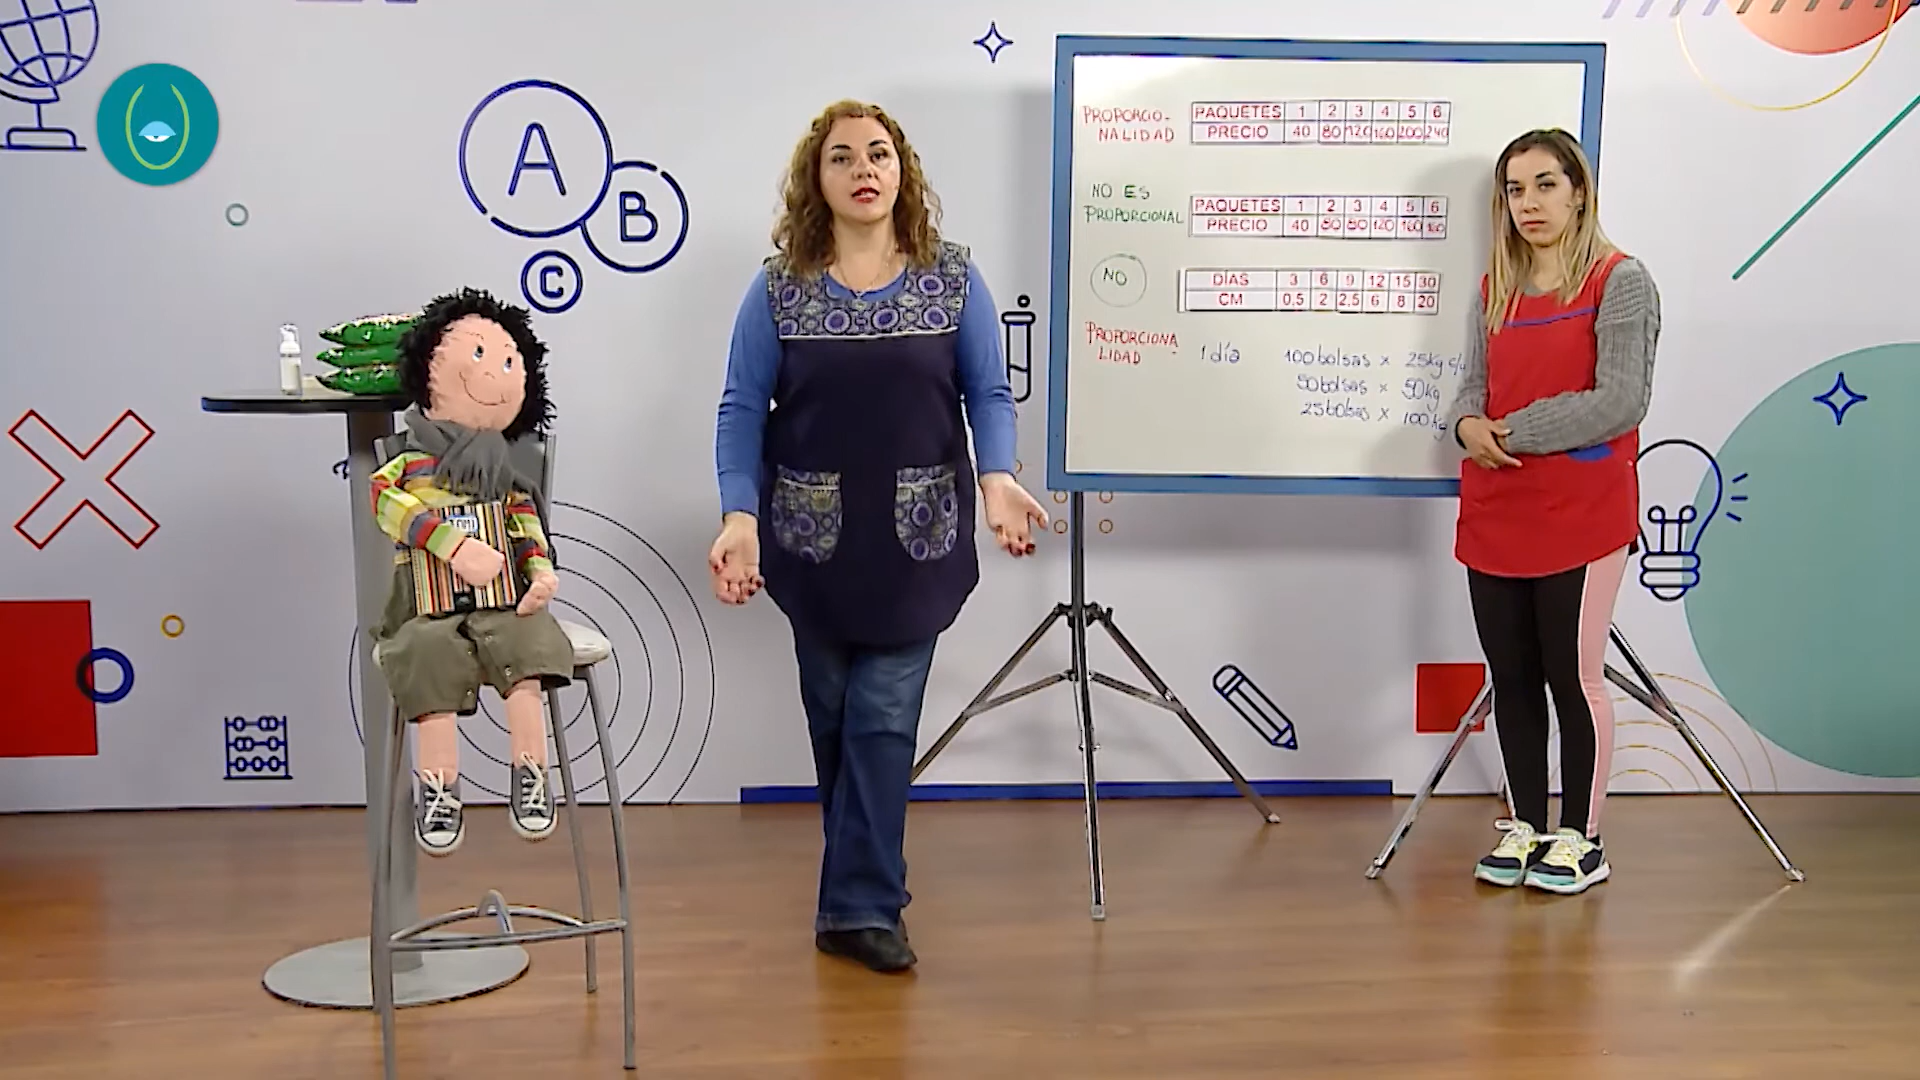 A
B
C
PROPORCIO-
NALIDAD
PAQUETES 1 2 3 4 5 6
PRECIO 40 80 120 160 200 240
NO ES
PROPORCIONAL
PAQUETES 1 2 3 4 5 6
PRECIO 40 80 80 120 160 160
NO
DÍAS 3 6 9 12 15 30
CM 0,5 2 2,5 6 8 20
PROPORCIONA
LIDAD -
1 día
100 bolsas x 25kg c/u
50 bolsas x 50kg
25 bolsas x 100 kg